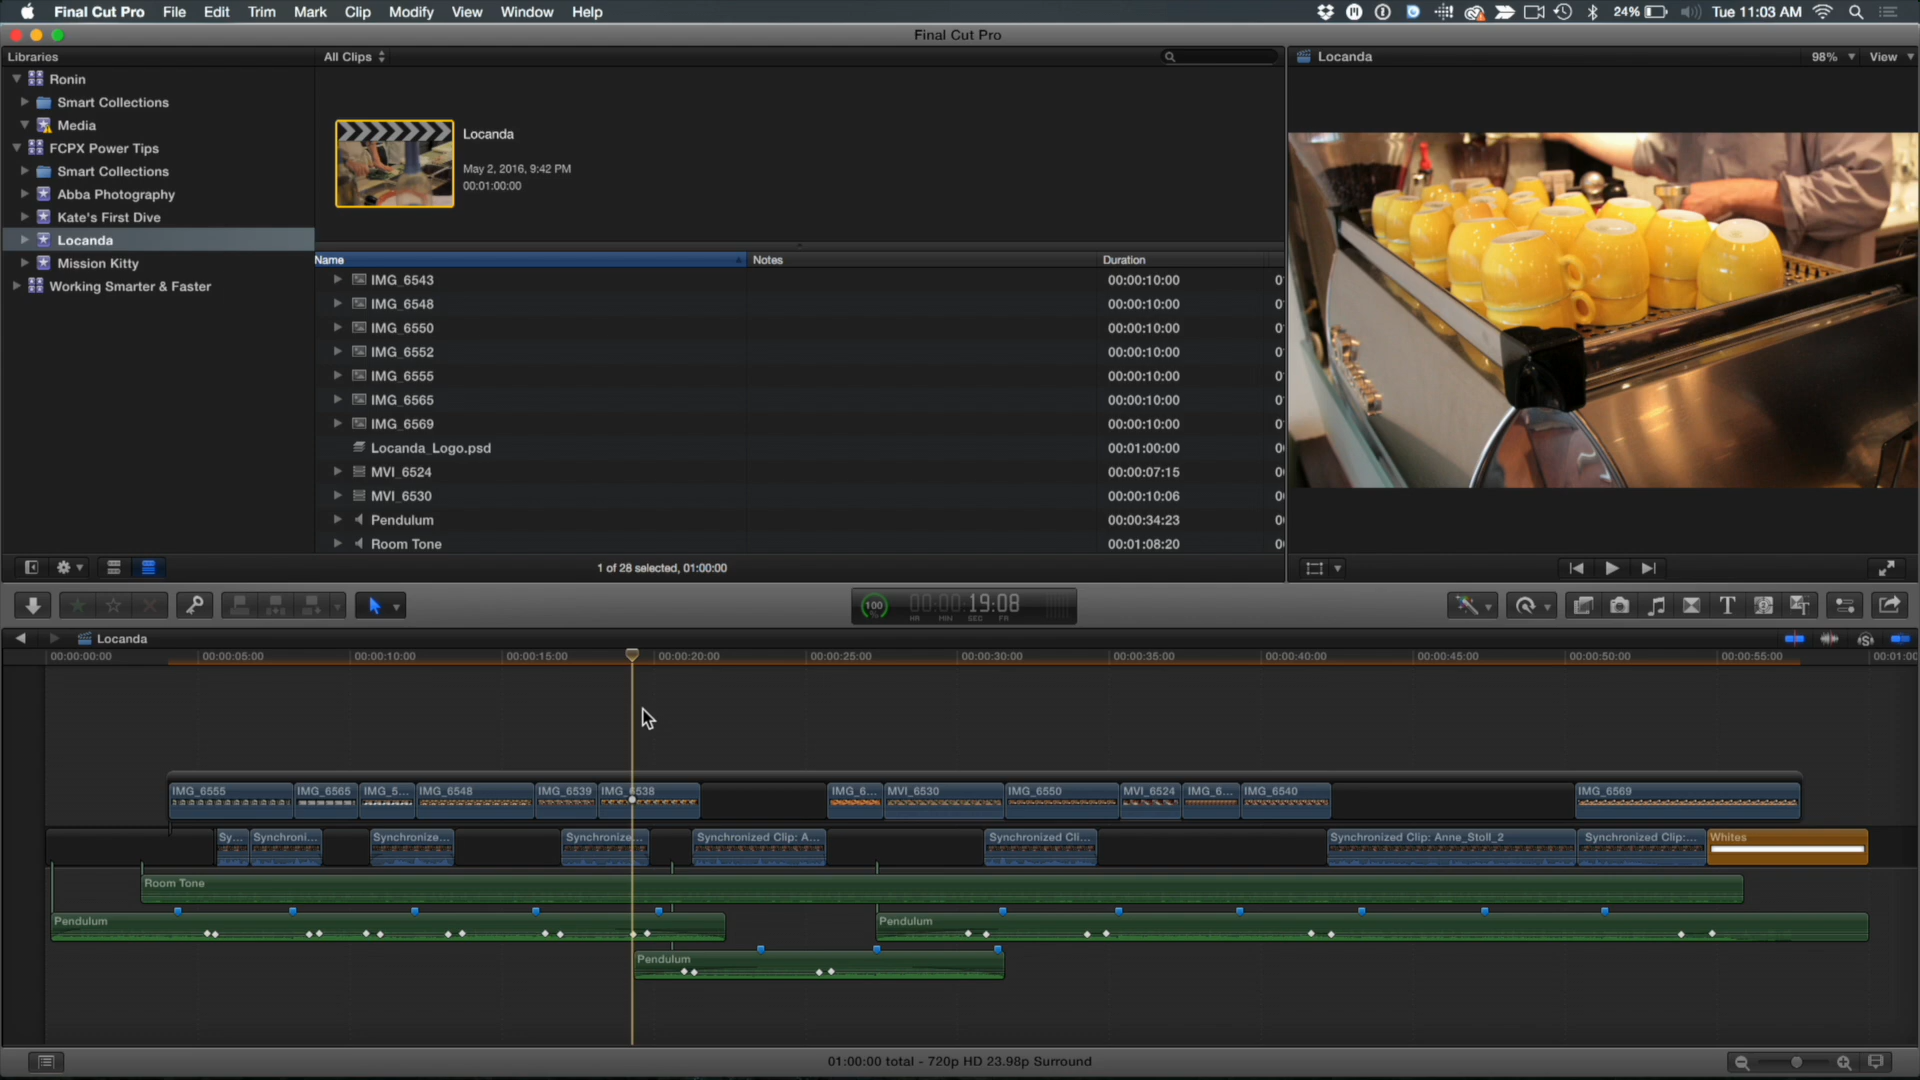 Final Cut Pro File Edit Trim Mark Clip Modify View Window Help 24% Tue 11:03 AM
Final Cut Pro
Libraries
All Clips
Locanda 98% View
Ronin
Smart Collections
Media
FCPX Power Tips
Smart Collections
Abba Photography
Kate's First Dive
Locanda
Mission Kitty
Working Smarter & Faster
Locanda
May 2, 2016, 9:42 PM
00:01:00:00
Name Notes Duration
IMG_6543 00:00:10:00
IMG_6548 00:00:10:00
IMG_6550 00:00:10:00
IMG_6552 00:00:10:00
IMG_6555 00:00:10:00
IMG_6565 00:00:10:00
IMG_6569 00:00:10:00
Locanda_Logo.psd 00:01:00:00
MVI_6524 00:00:07:15
MVI_6530 00:00:10:06
Pendulum 00:00:34:23
Room Tone 00:01:08:20
1 of 28 selected, 01:00:00
100 % 00:00:19:08
HR MIN SEC FR
Locanda
00:00:00:00 00:00:05:00 00:00:10:00 00:00:15:00 00:00:20:00 00:00:25:00 00:00:30:00 00:00:35:00 00:00:40:00 00:00:45:00 00:00:50:00 00:00:55:00 00:01:00
IMG_6555 IMG_6565 IMG_5... IMG_6548 IMG_6539 IMG_6538 IMG_6... MVI_6530 IMG_6550 MVI_6524 IMG_6... IMG_6540 IMG_6569
Sy... Synchroni... Synchronize... Synchronize... Synchronized Clip: A... Synchronized Cli... Synchronized Clip: Anne_Stoll_2 Synchronized Clip:... Whites
Room Tone
Pendulum Pendulum
Pendulum
01:00:00 total - 720p HD 23.98p Surround